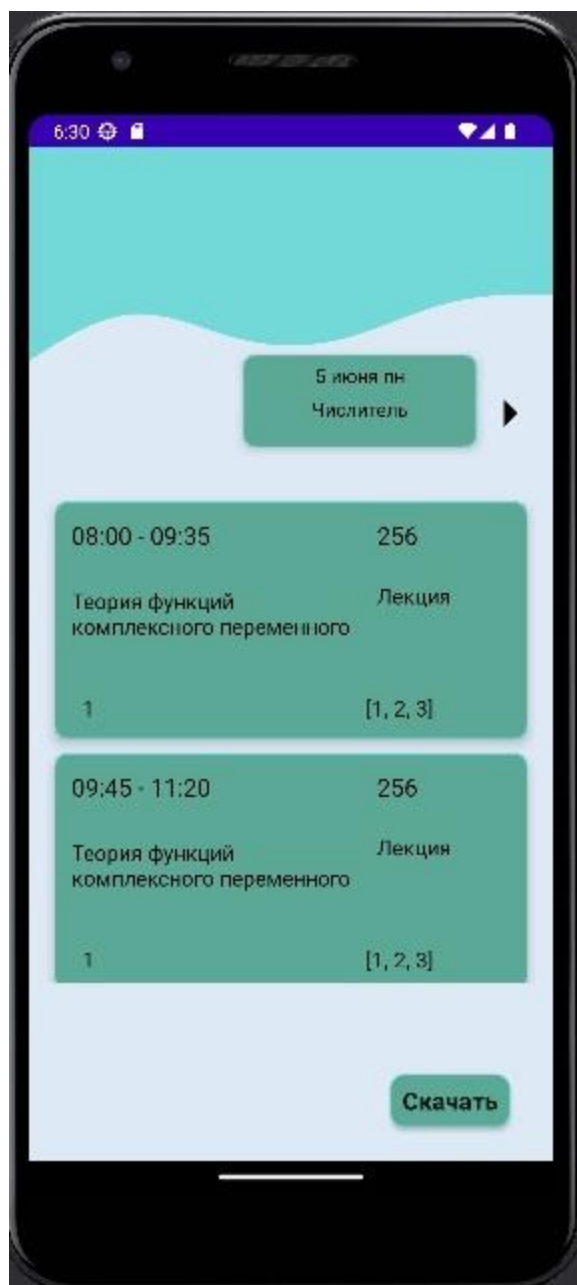 6:30
5 июня пн
Числитель
08:00 - 09:35 256
Теория функций Лекция
комплексного переменного
1 [1, 2, 3]
09:45 - 11:20 256
Теория функций Лекция
комплексного переменного
1 [1, 2, 3]
Скачать